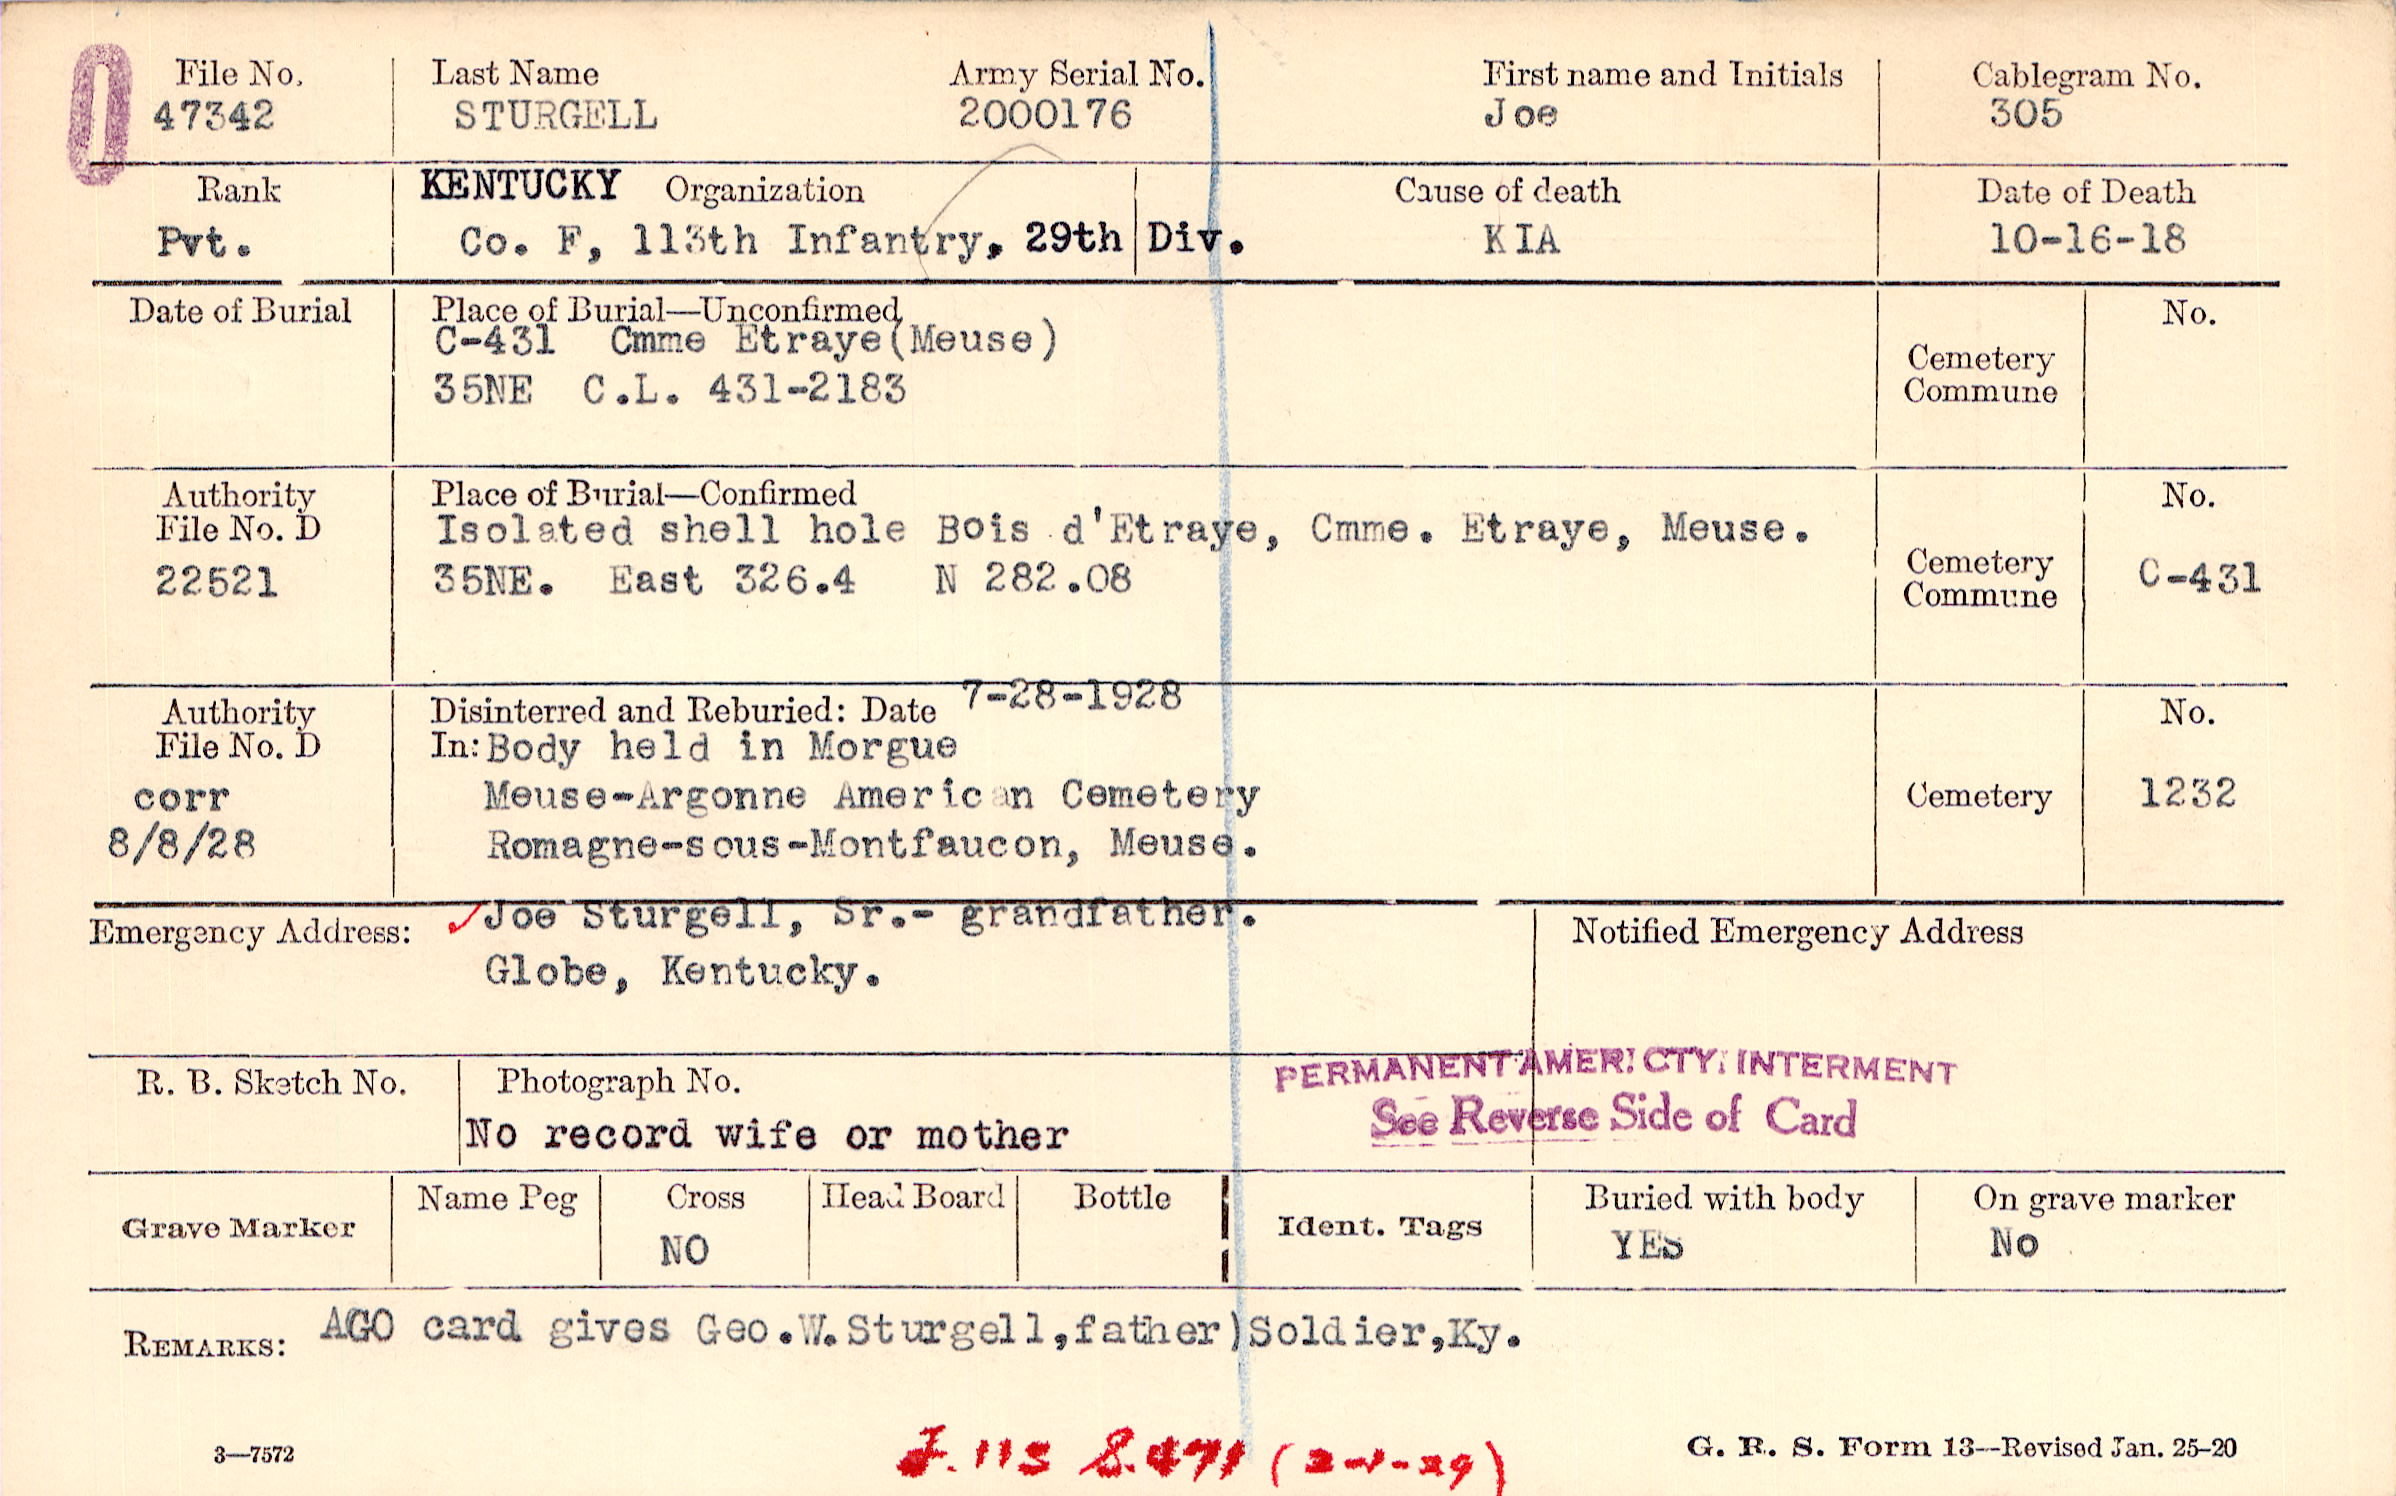 File No. Last Name Army Serial No. First name and Initials Cablegram No.
47342 STURGELL 2000176 Joe 305
Rank KENTUCKY Organization Cause of death Date of Death
Pvt. Co. F, 113th Infantry, 29th Div. KIA 10-16-18
Date of Burial Place of Burial—Unconfirmed No.
C-431 Cmme Etraye(Meuse)
35NE C.L. 431-2183
Cemetery
Commune
Authority Place of Burial—Confirmed No.
File No. D Isolated shell hole Bois d'Etraye, Cmme. Etraye, Meuse.
22521 35NE. East 326.4 N 282.08
Cemetery
Commune C-431
Authority Disinterred and Reburied: Date 7-28-1928 No.
File No. D In: Body held in Morgue
corr Meuse-Argonne American Cemetery Cemetery 1232
8/8/28 Romagne-sous-Montfaucon, Meuse.
Emergency Address: Joe Sturgell, Sr.- grandfather. Notified Emergency Address
Globe, Kentucky.
R. B. Sketch No. Photograph No. PERMANENT AMER. CTY. INTERMENT
No record wife or mother See Reverse Side of Card
Grave Marker Name Peg Cross Head Board Bottle Ident. Tags Buried with body On grave marker
NO YES No
REMARKS: AGO card gives Geo.W.Sturgell,father)Soldier,Ky.
3—7572 G. R. S. Form 13—Revised Jan. 25-20